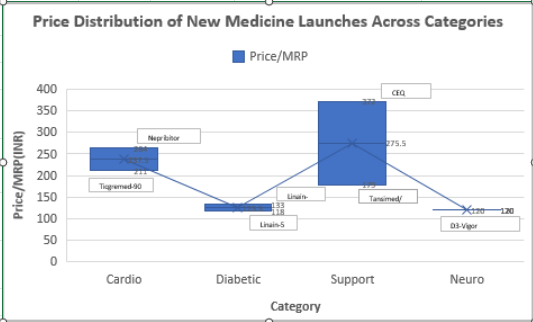 Price Distribution of New Medicine Launches Across Categories
Price/MRP
Price/MRP(INR)
400
350
300
250
200
150
100
50
0
Nepribitor
211
Ticgremed-90
Linain-
133
118
Linain-5
CEQ
275.5
Tansimed/
120
120
D3-Vigor
Cardio
Diabetic
Support
Neuro
Category